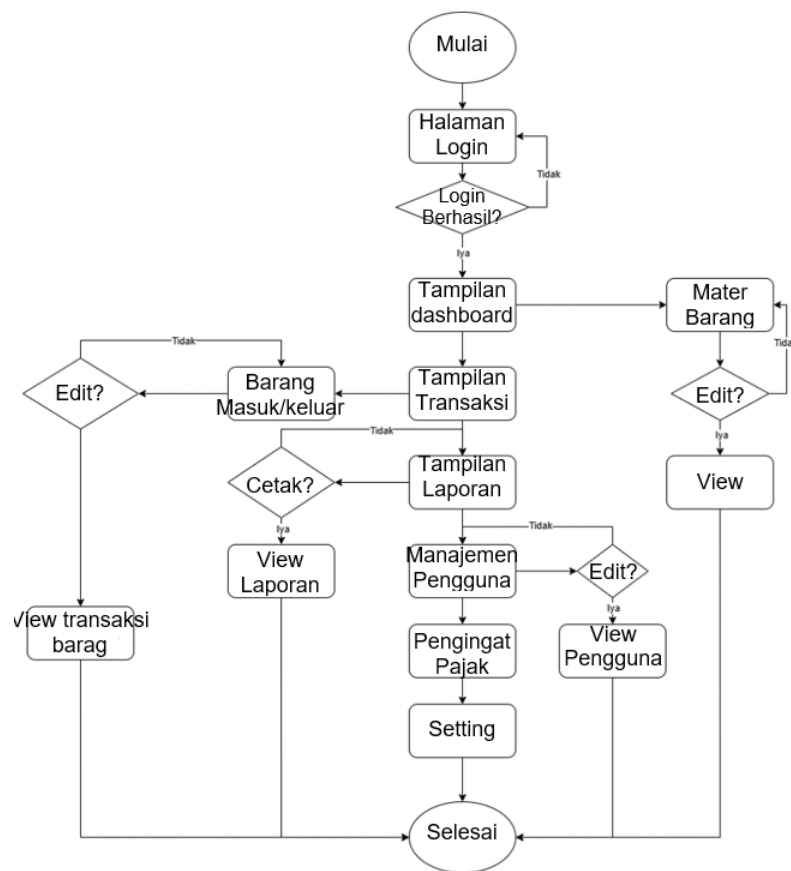 Mulai
Halaman
Login
Tidak
Login
Berhasil?
Iya
Tampilan
dashboard
Mater
Barang
Tidak
Edit?
Barang
Masuk/keluar
Tampilan
Transaksi
Tida
Edit?
Iya
Tidak
Cetak?
Tampilan
Laporan
View
Iya
Tidak
View
Laporan
Manajemen
Pengguna
Edit?
Iya
View transaksi
barag
Pengingat
Pajak
View
Pengguna
Setting
Selesai